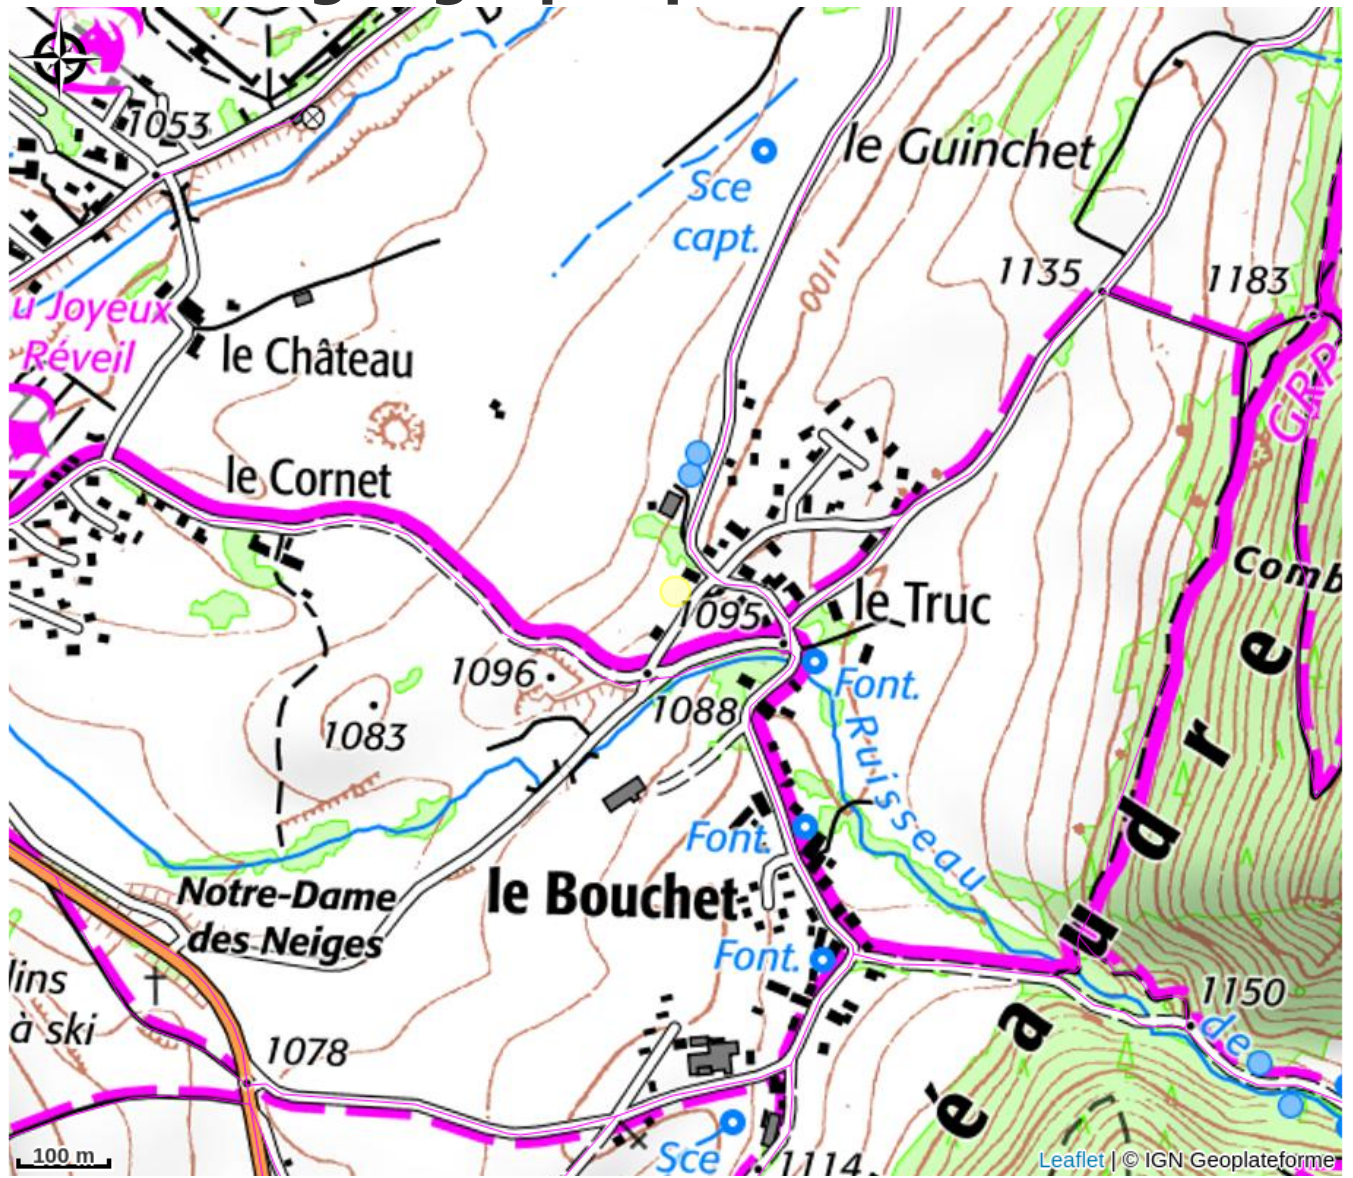 1053
le Guinchet
Sce
capt.
1135
1183
1100
u Joyeux
Réveil
le Château
GRP
le Cornet
Comb
1095
le Truc
1096
Font.
1088
1083
Ruisseau
Font.
Notre-Dame
des Neiges
le Bouchet
Font.
lins
à ski
1150
de
1078
éaudre
100 m
Sce
1114
Leaflet | © IGN Geoplateforme